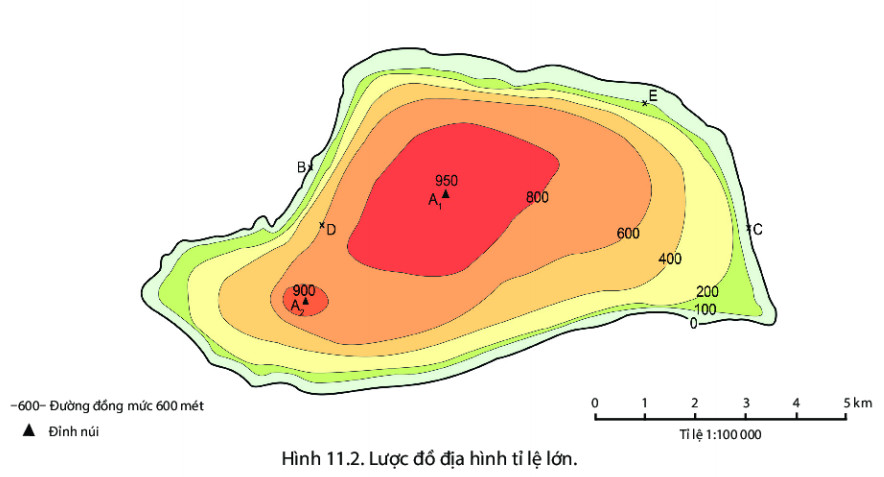 E
B
950
A1
800
C
D
600
400
900
A2
200
100
0
–600– Đường đồng mức 600 mét
Đỉnh núi
0 1 2 3 4 5 km
Tỉ lệ 1:100 000
Hình 11.2. Lược đồ địa hình tỉ lệ lớn.